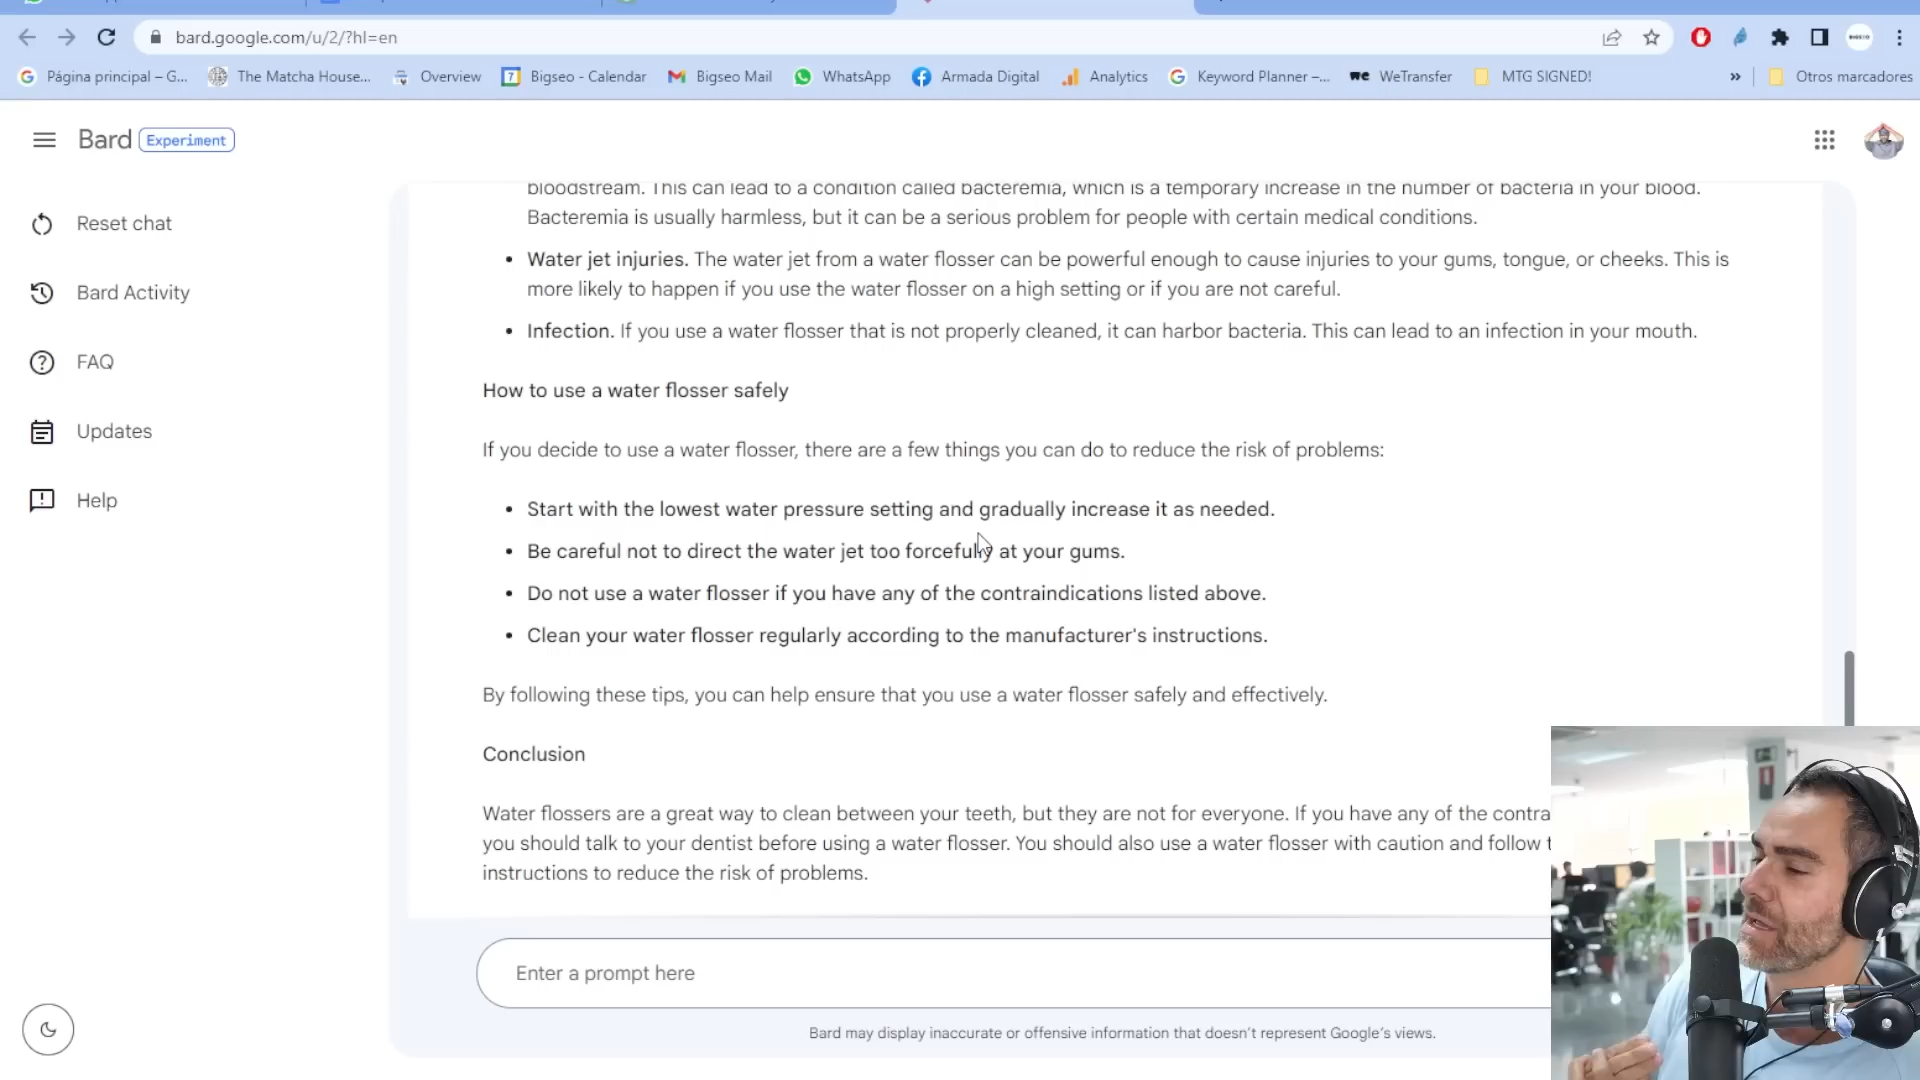 bard.google.com/u/2/?hl=en
Página principal – G... The Matcha House... Overview 7 Bigseo - Calendar Bigseo Mail WhatsApp Armada Digital Analytics Keyword Planner –... WeTransfer MTG SIGNED! » Otros marcadores
Bard Experiment
Reset chat
Bard Activity
FAQ
Updates
Help
bloodstream. This can lead to a condition called bacteremia, which is a temporary increase in the number of bacteria in your blood.
Bacteremia is usually harmless, but it can be a serious problem for people with certain medical conditions.
• Water jet injuries. The water jet from a water flosser can be powerful enough to cause injuries to your gums, tongue, or cheeks. This is
more likely to happen if you use the water flosser on a high setting or if you are not careful.
• Infection. If you use a water flosser that is not properly cleaned, it can harbor bacteria. This can lead to an infection in your mouth.
How to use a water flosser safely
If you decide to use a water flosser, there are a few things you can do to reduce the risk of problems:
• Start with the lowest water pressure setting and gradually increase it as needed.
• Be careful not to direct the water jet too forcefully at your gums.
• Do not use a water flosser if you have any of the contraindications listed above.
• Clean your water flosser regularly according to the manufacturer's instructions.
By following these tips, you can help ensure that you use a water flosser safely and effectively.
Conclusion
Water flossers are a great way to clean between your teeth, but they are not for everyone. If you have any of the contra
you should talk to your dentist before using a water flosser. You should also use a water flosser with caution and follow t
instructions to reduce the risk of problems.
Enter a prompt here
Bard may display inaccurate or offensive information that doesn't represent Google's views.